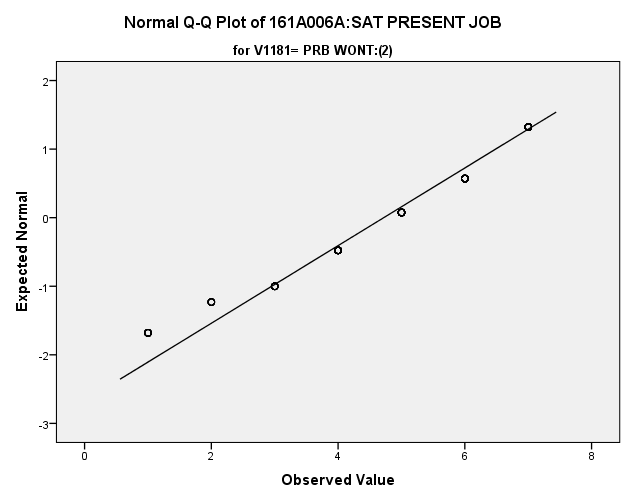 Normal Q-Q Plot of 161A006A:SAT PRESENT JOB
for V1181= PRB WONT:(2)
2
1
0
-1
-2
-3
Expected Normal
0 2 4 6 8
Observed Value